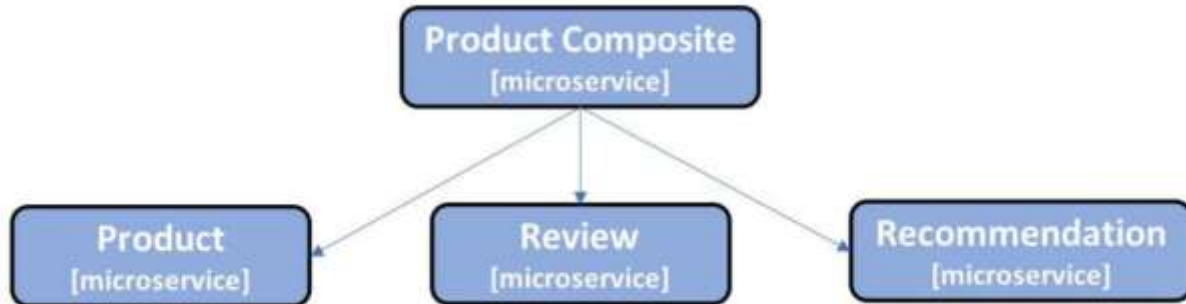 Product Composite
[microservice]
Product
[microservice]
Review
[microservice]
Recommendation
[microservice]